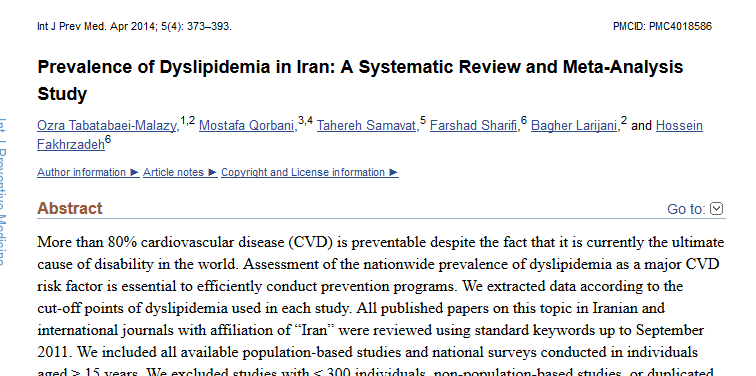 Int J Prev Med. Apr 2014; 5(4): 373–393.
PMCID: PMC4018586
Prevalence of Dyslipidemia in Iran: A Systematic Review and Meta-Analysis
Study
Ozra Tabatabaei-Malazy,1,2 Mostafa Qorbani,3,4 Tahereh Samavat,5 Farshad Sharifi,6 Bagher Larijani,2 and Hossein
Fakhrzadeh6
Author information ► Article notes ► Copyright and License information ►
Abstract
Go to:
More than 80% cardiovascular disease (CVD) is preventable despite the fact that it is currently the ultimate
cause of disability in the world. Assessment of the nationwide prevalence of dyslipidemia as a major CVD
risk factor is essential to efficiently conduct prevention programs. We extracted data according to the
cut-off points of dyslipidemia used in each study. All published papers on this topic in Iranian and
international journals with affiliation of “Iran” were reviewed using standard keywords up to September
2011. We included all available population-based studies and national surveys conducted in individuals
aged ≥ 15 years. We excluded studies with < 300 individuals, non-population-based studies, or duplicated
Int J Preventive Medicine